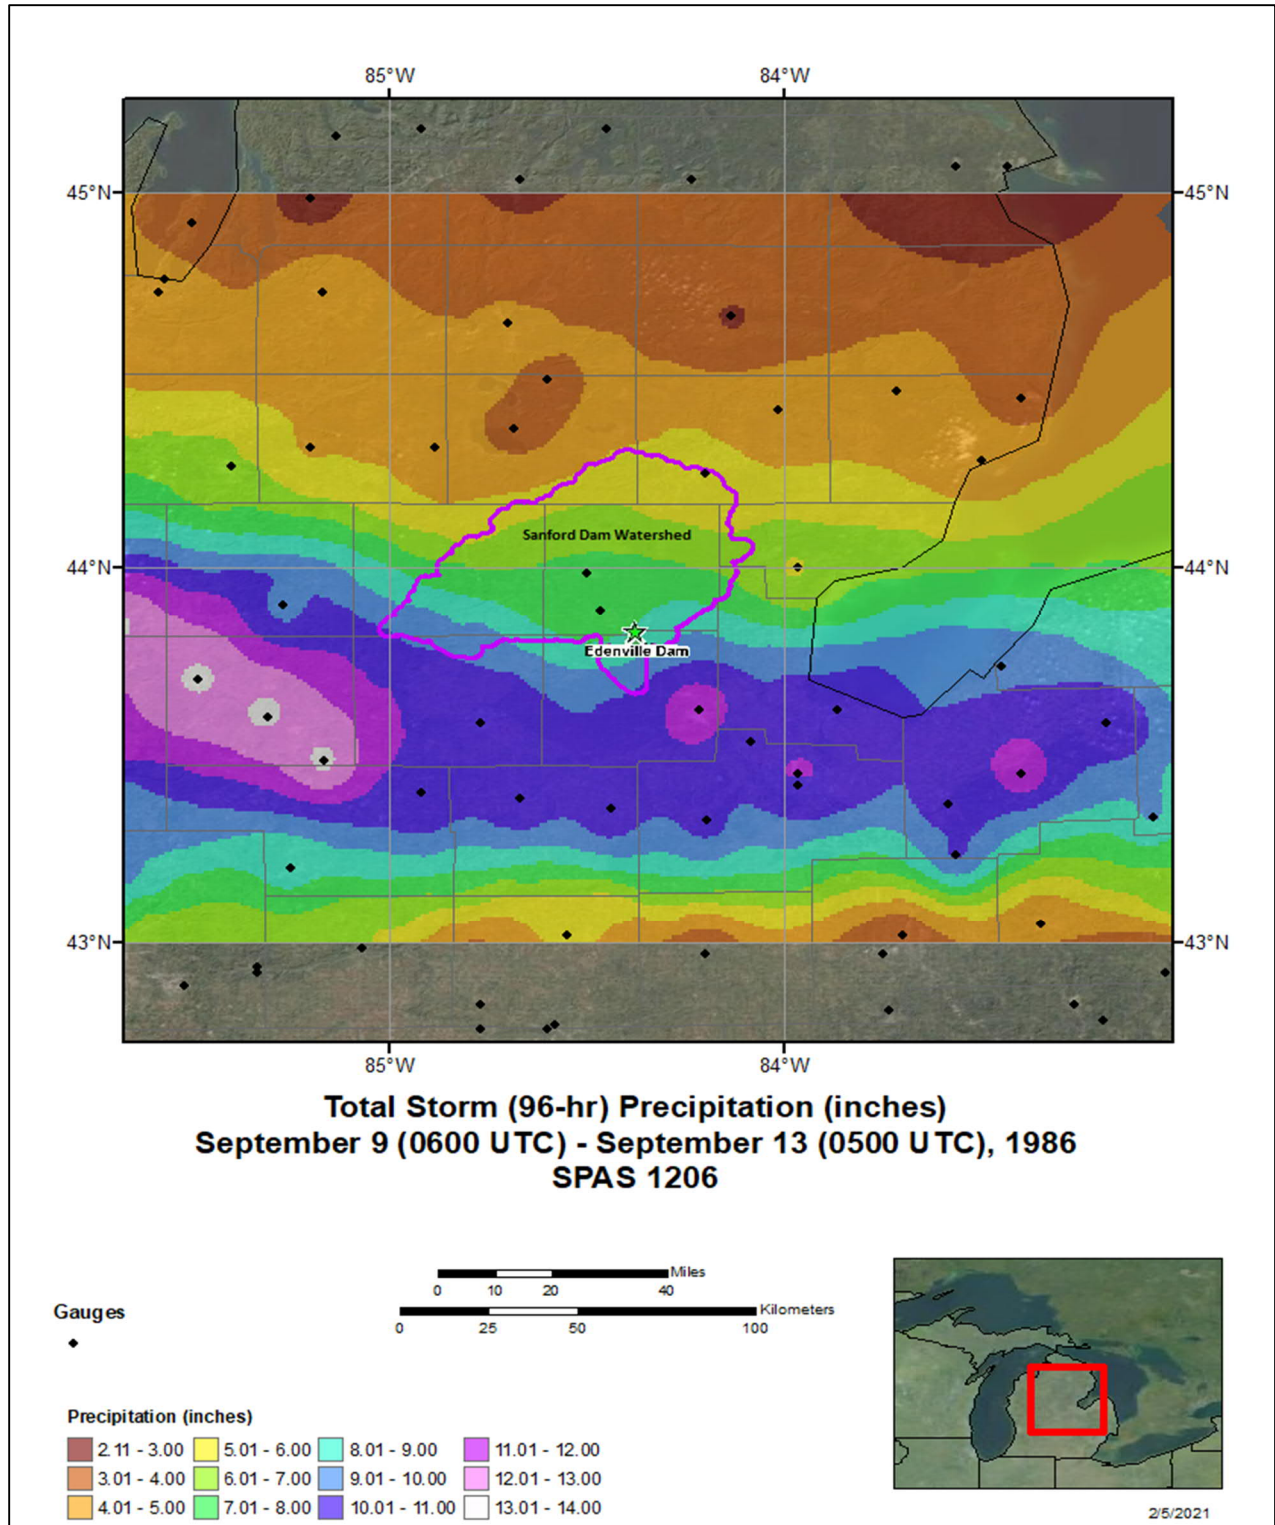 85°W 84°W
45°N 45°N
Sanford Dam Watershed
44°N 44°N
Edenville Dam
43°N 43°N
85°W 84°W
Total Storm (96-hr) Precipitation (inches)
September 9 (0600 UTC) - September 13 (0500 UTC), 1986
SPAS 1206
Miles
0 10 20 40
Gauges
Kilometers
0 25 50 100
Precipitation (inches)
2.11 - 3.00 5.01 - 6.00 8.01 - 9.00 11.01 - 12.00
3.01 - 4.00 6.01 - 7.00 9.01 - 10.00 12.01 - 13.00
4.01 - 5.00 7.01 - 8.00 10.01 - 11.00 13.01 - 14.00
2/5/2021